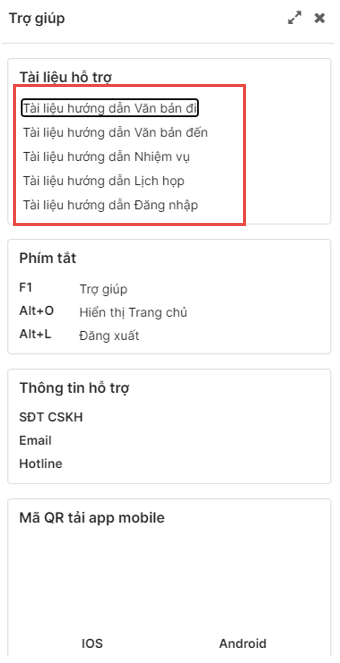 Trợ giúp
Tài liệu hỗ trợ
Tài liệu hướng dẫn Văn bản đi
Tài liệu hướng dẫn Văn bản đến
Tài liệu hướng dẫn Nhiệm vụ
Tài liệu hướng dẫn Lịch họp
Tài liệu hướng dẫn Đăng nhập
Phím tắt
F1 Trợ giúp
Alt+O Hiển thị Trang chủ
Alt+L Đăng xuất
Thông tin hỗ trợ
SĐT CSKH
Email
Hotline
Mã QR tải app mobile
IOS Android